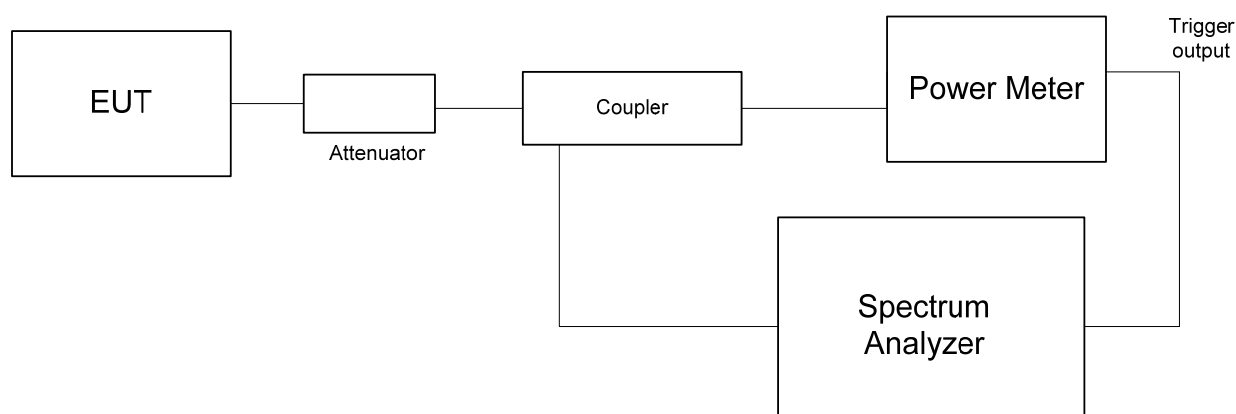 EUT
Attenuator
Coupler
Power Meter
Trigger
output
Spectrum
Analyzer